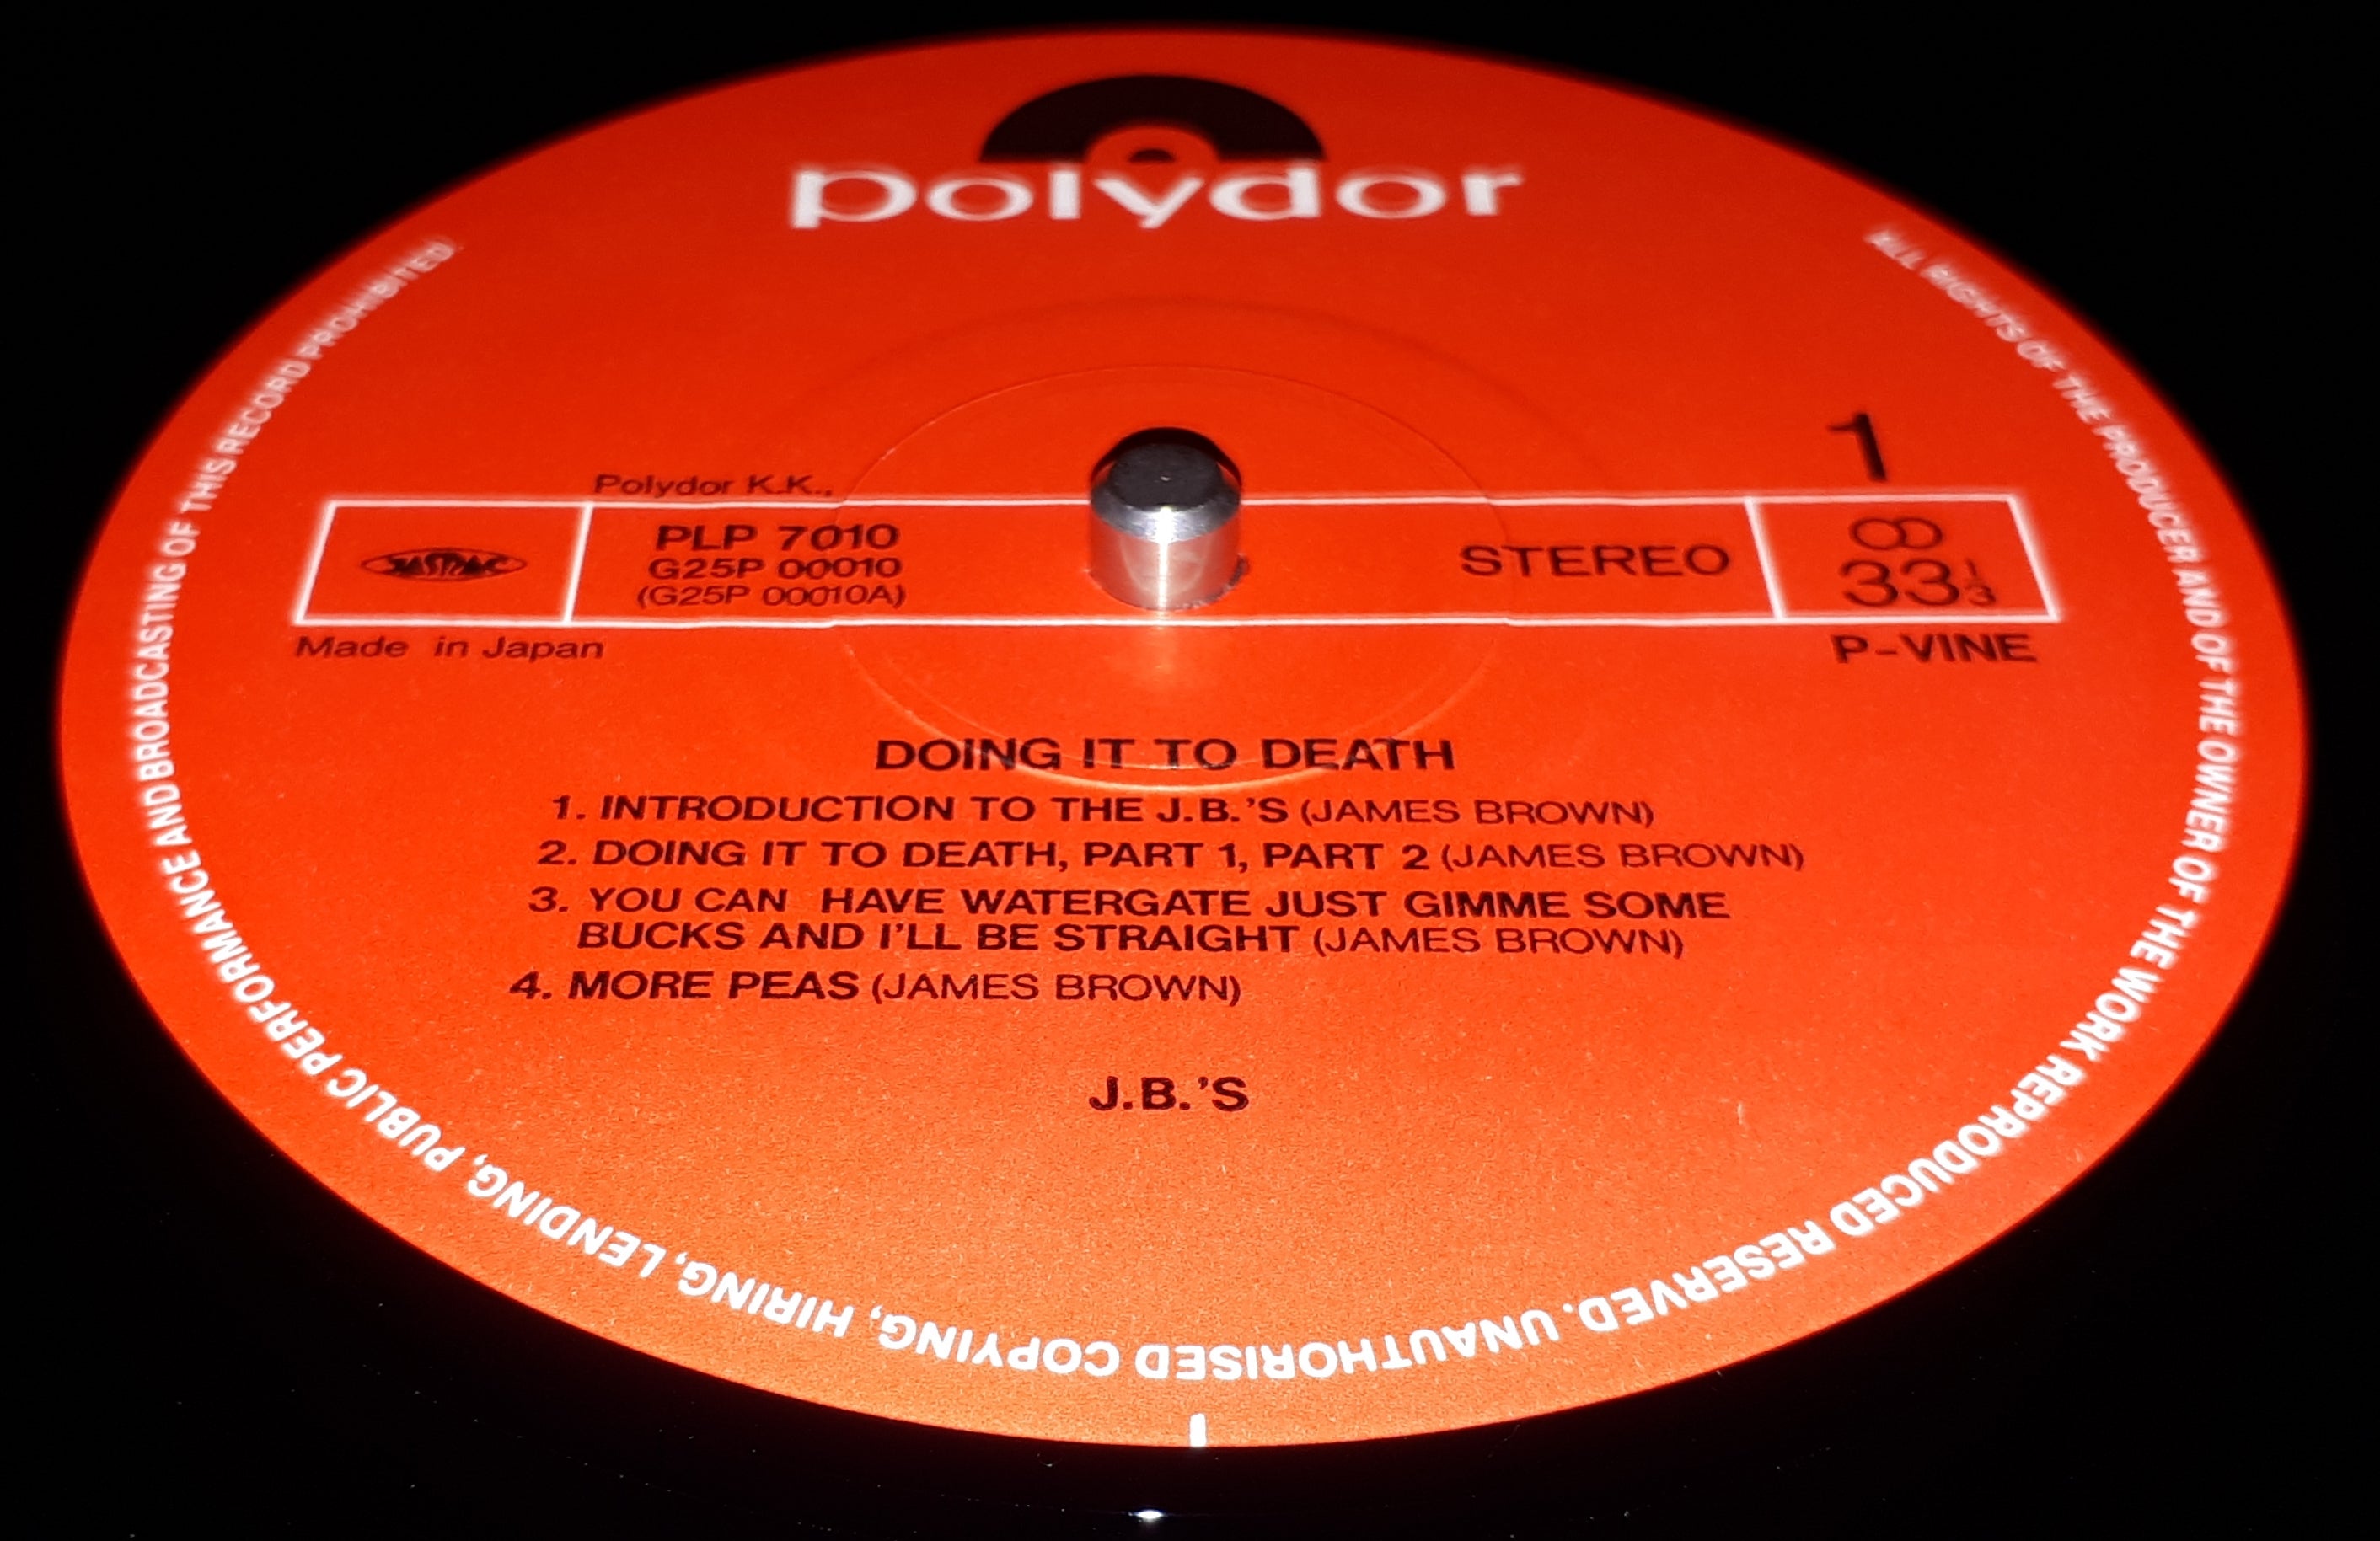 polydor
1
Polydor K.K.,
JASRAC
PLP 7010
G25P 00010
(G25P 00010A)
STEREO
33 1/3
Made in Japan
P-VINE
DOING IT TO DEATH
1. INTRODUCTION TO THE J.B.'S (JAMES BROWN)
2. DOING IT TO DEATH, PART 1, PART 2 (JAMES BROWN)
3. YOU CAN HAVE WATERGATE JUST GIMME SOME
BUCKS AND I'LL BE STRAIGHT (JAMES BROWN)
4. MORE PEAS (JAMES BROWN)
J.B.'S
ALL RIGHTS OF THE PRODUCER AND OF THE OWNER OF THE WORK REPRODUCED RESERVED. UNAUTHORISED COPYING, HIRING, LENDING, PUBLIC PERFORMANCE AND BROADCASTING OF THIS RECORD PROHIBITED